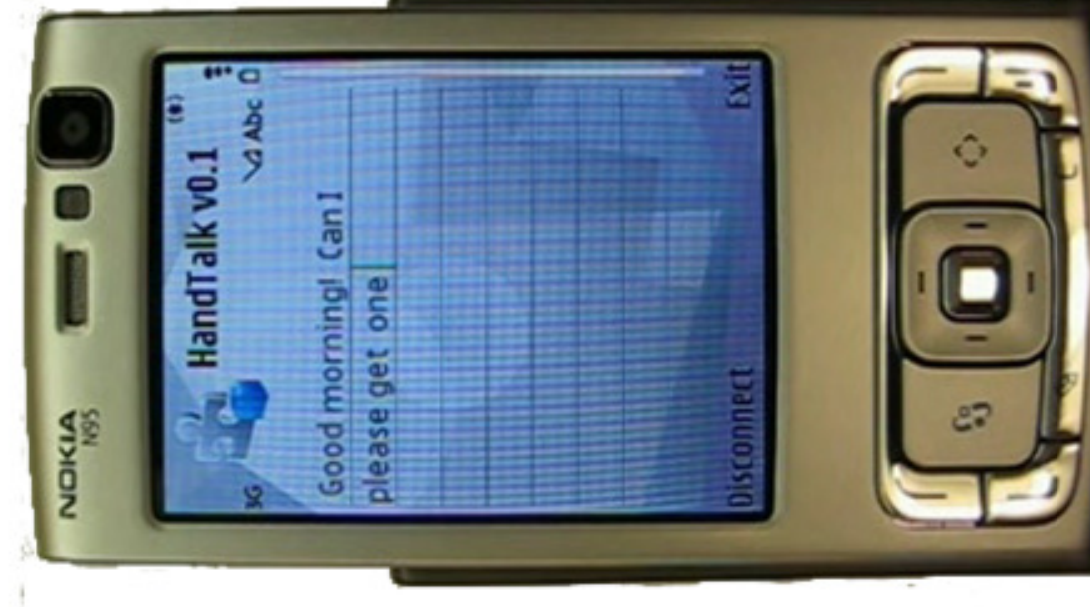 NOKIA
N95
HandTalk v0.1
3G
Abc
Good morning! Can I
please get one
Disconnect Exit